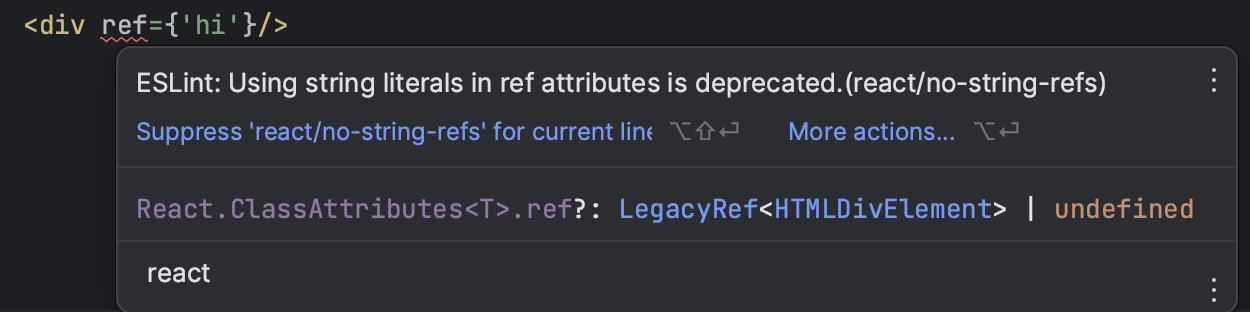 <div ref={'hi'}/>
ESLint: Using string literals in ref attributes is deprecated.(react/no-string-refs)
Suppress 'react/no-string-refs' for current line ⌥⇧⏎ More actions... ⌥⏎
React.ClassAttributes<T>.ref?: LegacyRef<HTMLDivElement> | undefined
react